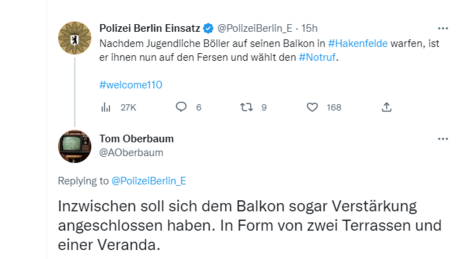 Polizei Berlin Einsatz @PolizeiBerlin_E · 15h
Nachdem Jugendliche Böller auf seinen Balkon in #Hakenfelde warfen, ist
er ihnen nun auf den Fersen und wählt den #Notruf.
#welcome110
27K 6 9 168
Tom Oberbaum
@AOberbaum
Replying to @PolizeiBerlin_E
Inzwischen soll sich dem Balkon sogar Verstärkung
angeschlossen haben. In Form von zwei Terrassen und
einer Veranda.